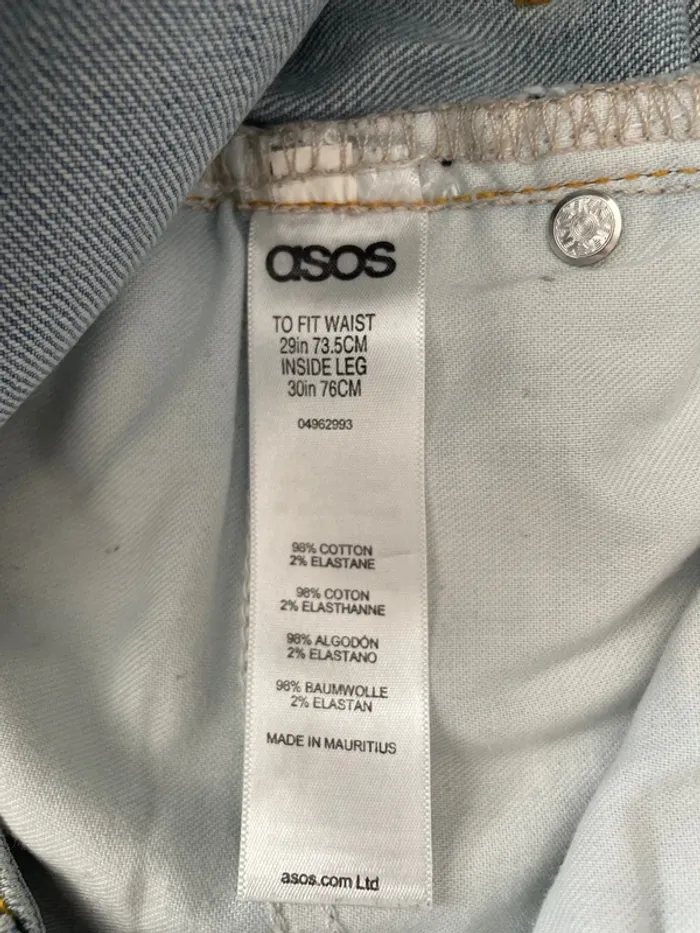 asos
TO FIT WAIST
29in 73.5CM
INSIDE LEG
30in 76CM
04962993
98% COTTON
2% ELASTANE
98% COTON
2% ELASTHANNE
98% ALGODÓN
2% ELASTANO
98% BAUMWOLLE
2% ELASTAN
MADE IN MAURITIUS
asos.com Ltd